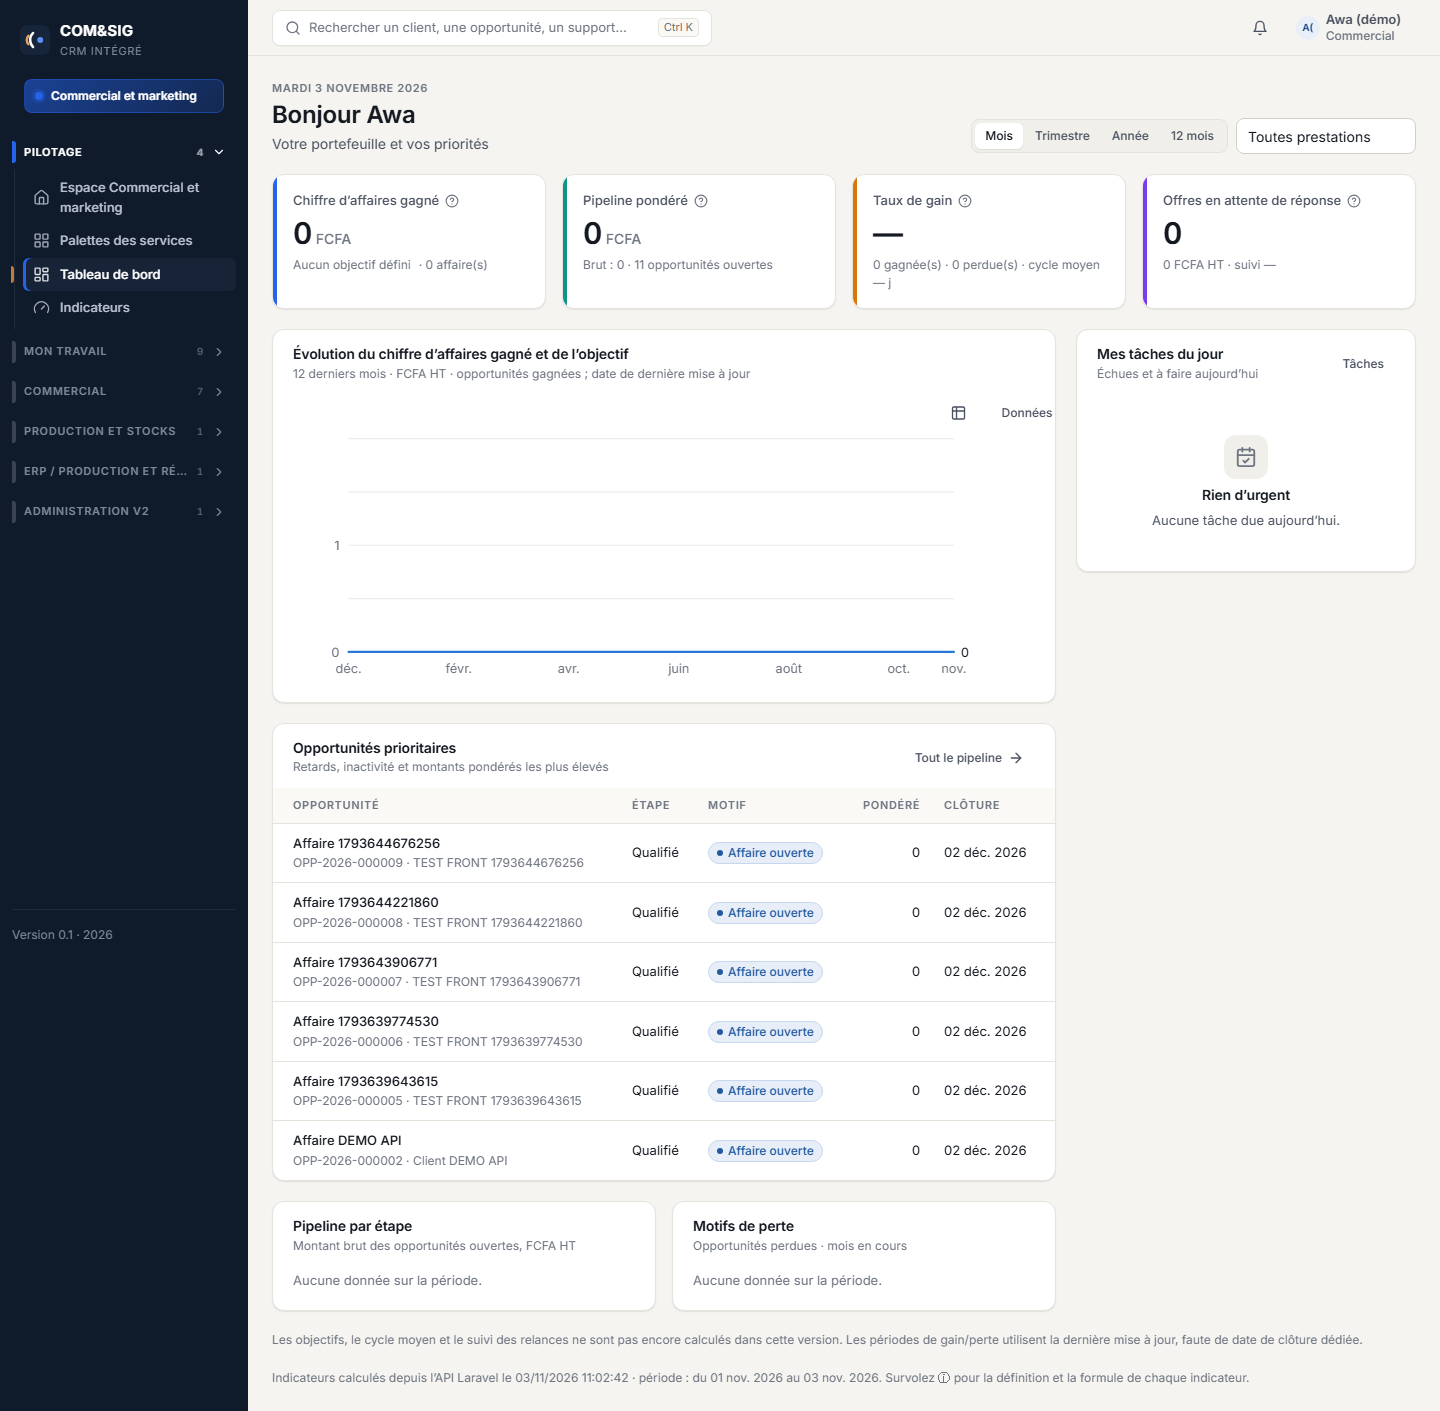 COM&SIG
CRM INTÉGRÉ
Commercial et marketing
PILOTAGE 4
Espace Commercial et
marketing
Palettes des services
Tableau de bord
Indicateurs
MON TRAVAIL 9
COMMERCIAL 7
PRODUCTION ET STOCKS 1
ERP / PRODUCTION ET RÉ... 1
ADMINISTRATION V2 1
Version 0.1 · 2026
Rechercher un client, une opportunité, un support... Ctrl K
A( Awa (démo)
Commercial
MARDI 3 NOVEMBRE 2026
Bonjour Awa
Votre portefeuille et vos priorités
Mois Trimestre Année 12 mois Toutes prestations
Chiffre d’affaires gagné
0 FCFA
Aucun objectif défini · 0 affaire(s)
Pipeline pondéré
0 FCFA
Brut : 0 · 11 opportunités ouvertes
Taux de gain
—
0 gagnée(s) · 0 perdue(s) · cycle moyen
— j
Offres en attente de réponse
0
0 FCFA HT · suivi —
Évolution du chiffre d’affaires gagné et de l’objectif
12 derniers mois · FCFA HT · opportunités gagnées ; date de dernière mise à jour
Données
1
0 0
déc. févr. avr. juin août oct. nov.
Mes tâches du jour
Échues et à faire aujourd’hui
Tâches
Rien d’urgent
Aucune tâche due aujourd’hui.
Opportunités prioritaires
Retards, inactivité et montants pondérés les plus élevés
Tout le pipeline
OPPORTUNITÉ ÉTAPE MOTIF PONDÉRÉ CLÔTURE
Affaire 1793644676256
OPP-2026-000009 · TEST FRONT 1793644676256
Qualifié Affaire ouverte 0 02 déc. 2026
Affaire 1793644221860
OPP-2026-000008 · TEST FRONT 1793644221860
Qualifié Affaire ouverte 0 02 déc. 2026
Affaire 1793643906771
OPP-2026-000007 · TEST FRONT 1793643906771
Qualifié Affaire ouverte 0 02 déc. 2026
Affaire 1793639774530
OPP-2026-000006 · TEST FRONT 1793639774530
Qualifié Affaire ouverte 0 02 déc. 2026
Affaire 1793639643615
OPP-2026-000005 · TEST FRONT 1793639643615
Qualifié Affaire ouverte 0 02 déc. 2026
Affaire DEMO API
OPP-2026-000002 · Client DEMO API
Qualifié Affaire ouverte 0 02 déc. 2026
Pipeline par étape
Montant brut des opportunités ouvertes, FCFA HT
Aucune donnée sur la période.
Motifs de perte
Opportunités perdues · mois en cours
Aucune donnée sur la période.
Les objectifs, le cycle moyen et le suivi des relances ne sont pas encore calculés dans cette version. Les périodes de gain/perte utilisent la dernière mise à jour, faute de date de clôture dédiée.
Indicateurs calculés depuis l’API Laravel le 03/11/2026 11:02:42 · période : du 01 nov. 2026 au 03 nov. 2026. Survolez ⓘ pour la définition et la formule de chaque indicateur.